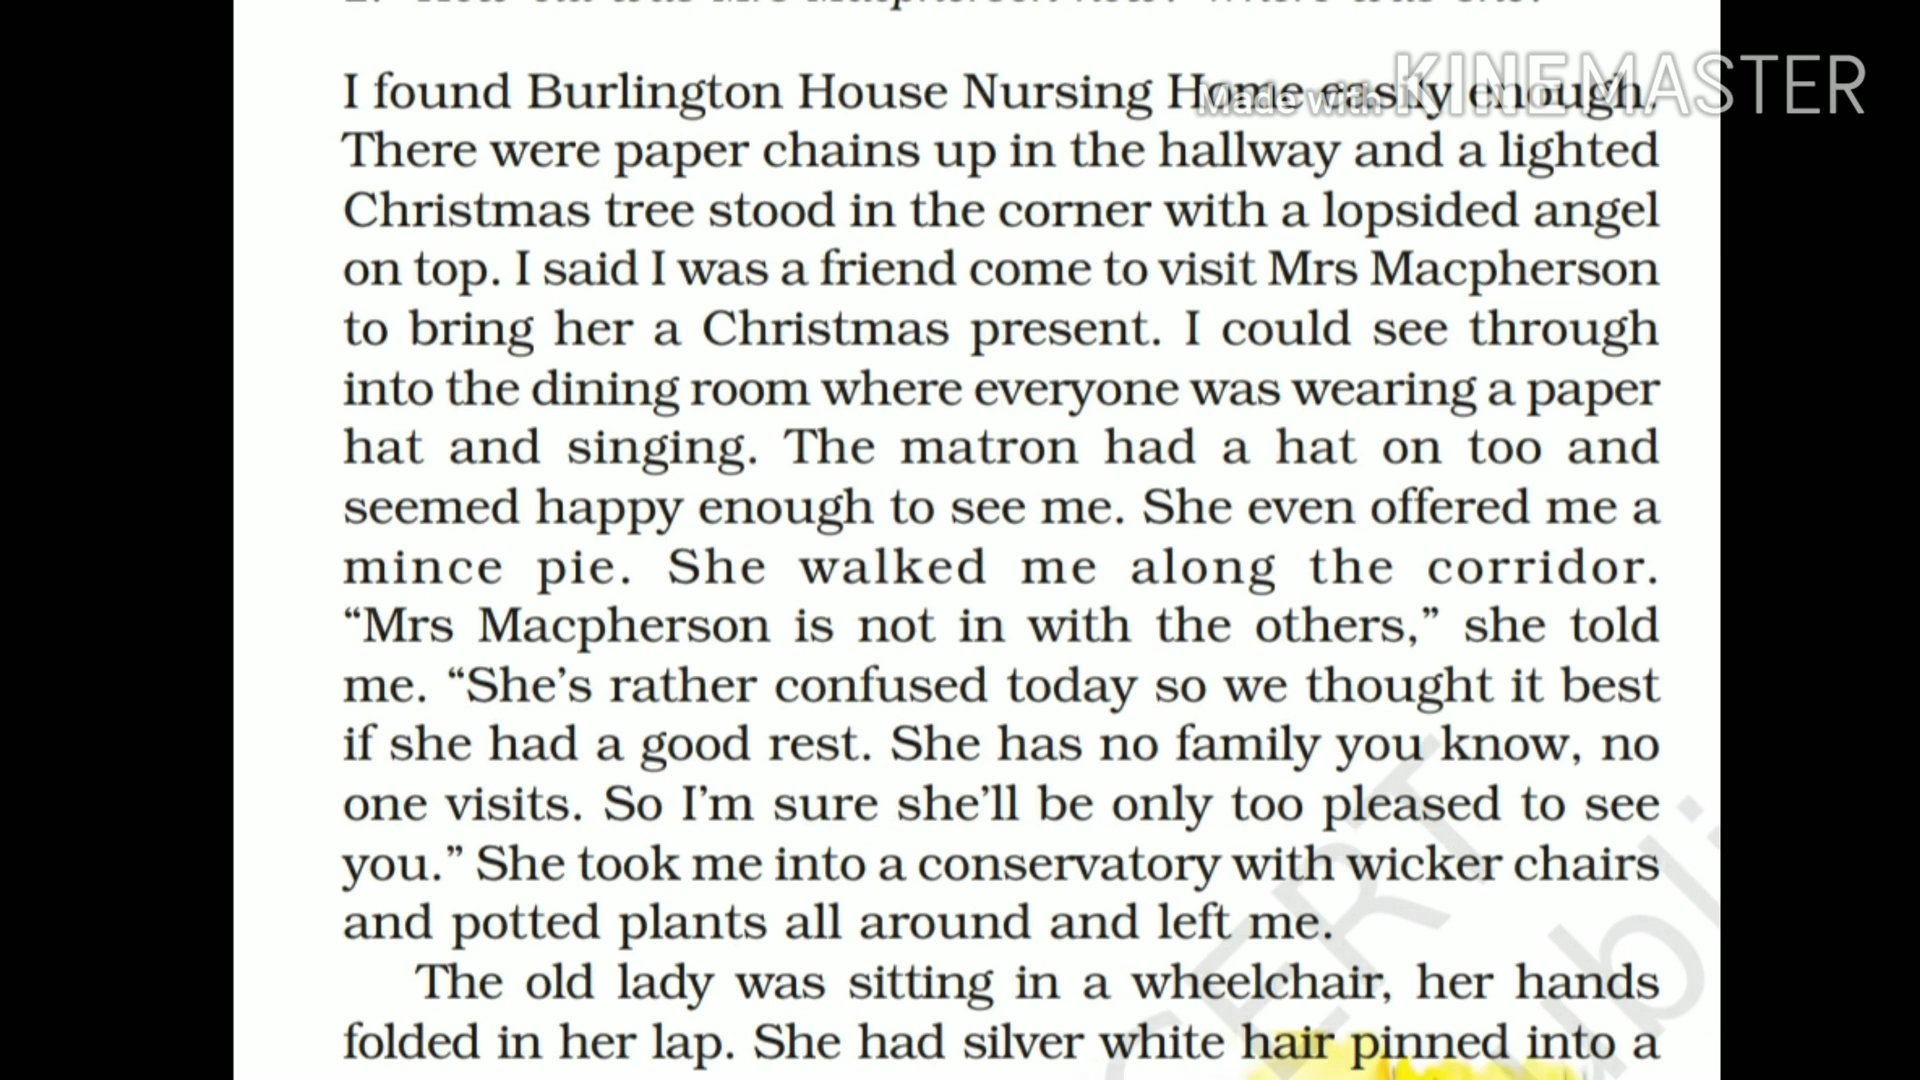 I found Burlington House Nursing Home easily enough.
Made with KINEMASTER
There were paper chains up in the hallway and a lighted
Christmas tree stood in the corner with a lopsided angel
on top. I said I was a friend come to visit Mrs Macpherson
to bring her a Christmas present. I could see through
into the dining room where everyone was wearing a paper
hat and singing. The matron had a hat on too and
seemed happy enough to see me. She even offered me a
mince pie. She walked me along the corridor.
“Mrs Macpherson is not in with the others,” she told
me. “She’s rather confused today so we thought it best
if she had a good rest. She has no family you know, no
one visits. So I’m sure she’ll be only too pleased to see
you.” She took me into a conservatory with wicker chairs
and potted plants all around and left me.
The old lady was sitting in a wheelchair, her hands
folded in her lap. She had silver white hair pinned into a